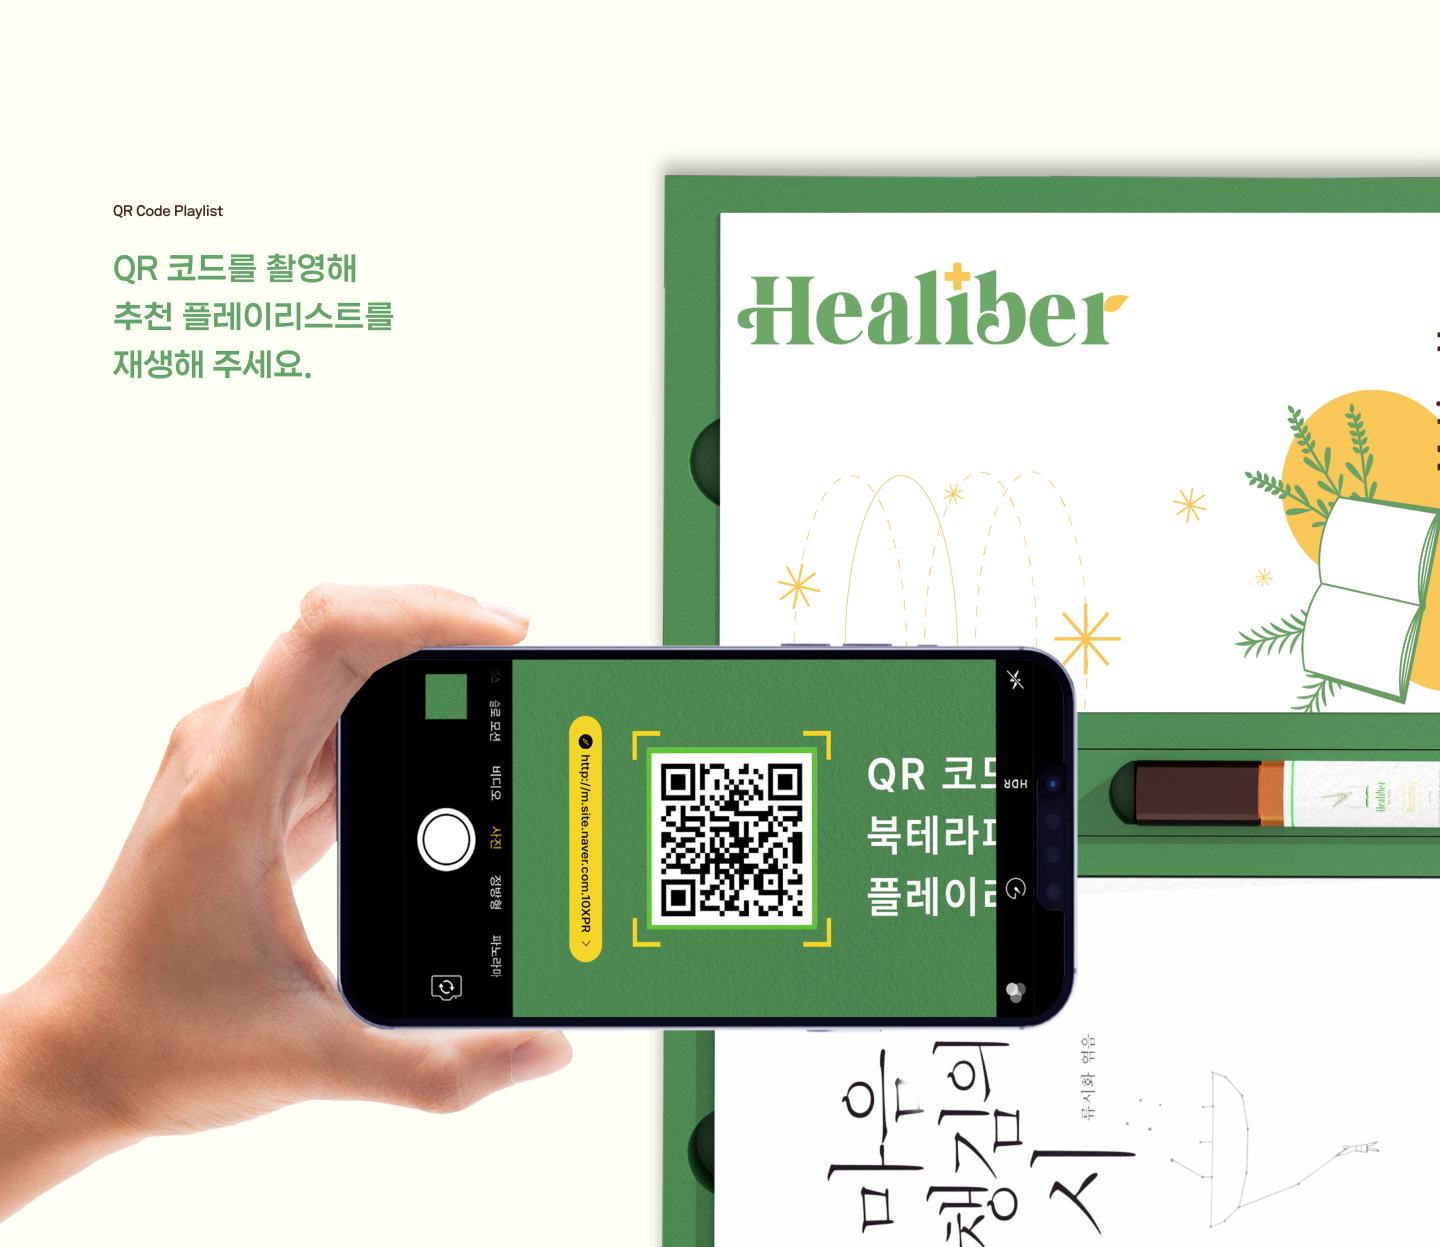 QR Code Playlist
QR 코드를 촬영해
추천 플레이리스트를
재생해 주세요.
Healiber
슬로 모션
비디오
사진
정방형
파노라마
http://m.site.naver.com.10XPR
QR 코드
북테라피
플레이리
HDR
Healiber
마음
챙김의
시
류시화 엮음